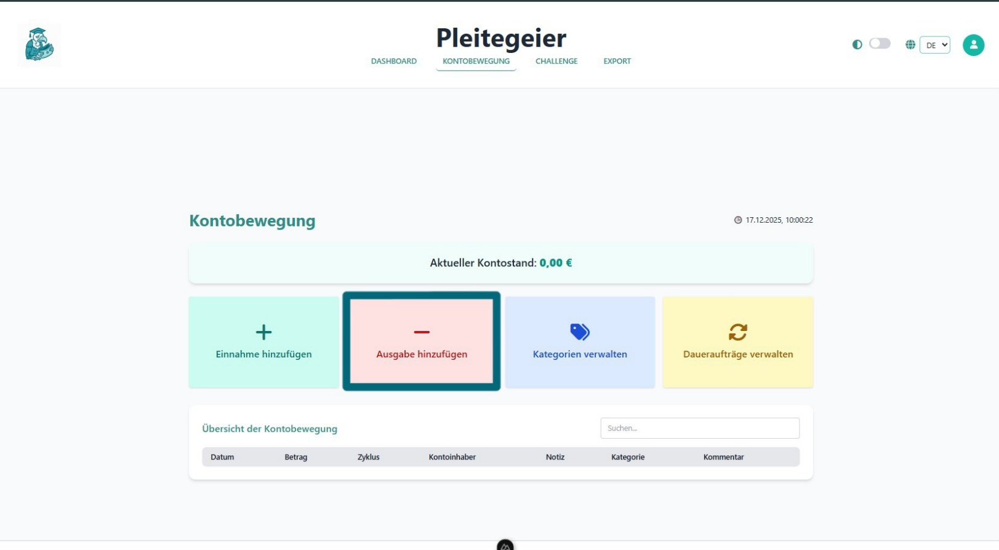 Pleitegeier
DASHBOARD KONTOBEWEGUNG CHALLENGE EXPORT
DE
Kontobewegung
17.12.2025, 10:00:22
Aktueller Kontostand: 0,00 €
Einnahme hinzufügen
Ausgabe hinzufügen
Kategorien verwalten
Daueraufträge verwalten
Übersicht der Kontobewegung
Suchen...
Datum Betrag Zyklus Kontoinhaber Notiz Kategorie Kommentar